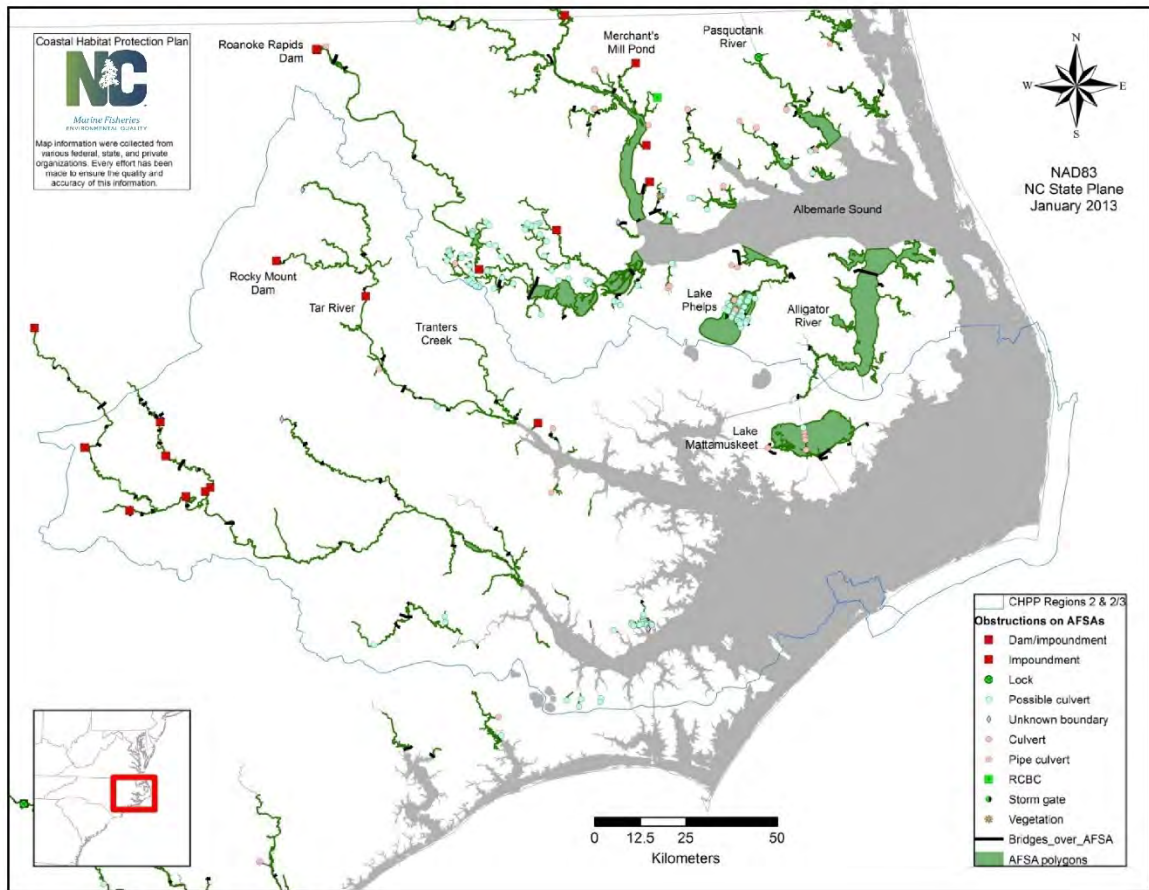 Coastal Habitat Protection Plan
NC
Marine Fisheries
ENVIRONMENTAL QUALITY
Map information were collected from
various federal, state, and private
organizations. Every effort has been
made to ensure the quality and
accuracy of this information.
Roanoke Rapids
Dam
Merchant's
Mill Pond
Pasquotank
River
N
W
E
S
NAD83
NC State Plane
January 2013
Albemarle Sound
Rocky Mount
Dam
Tar River
Tranters
Creek
Lake
Phelps
Alligator
River
Lake
Mattamuskeet
CHPP Regions 2 & 2/3
Obstructions on AFSAs
Dam/impoundment
Impoundment
Lock
Possible culvert
Unknown boundary
Culvert
Pipe culvert
RCBC
Storm gate
Vegetation
Bridges_over_AFSA
AFSA polygons
0 12.5 25 50
Kilometers